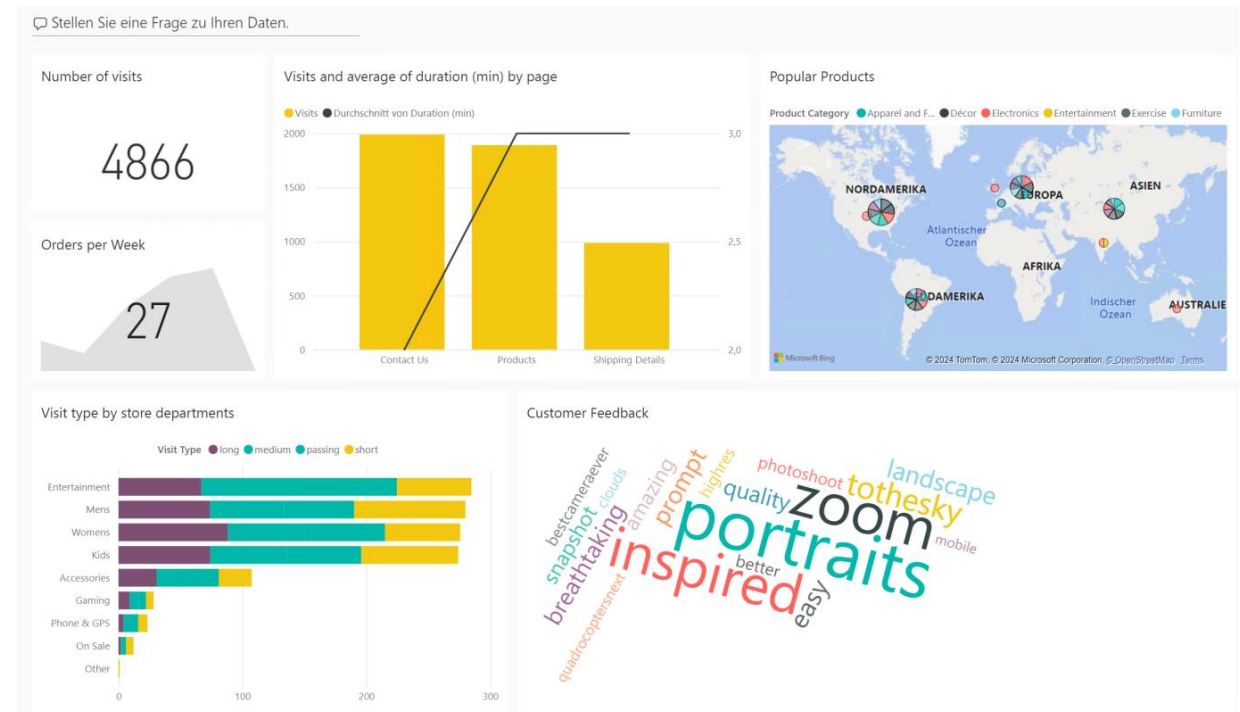 Stellen Sie eine Frage zu Ihren Daten.
Number of visits
4866
Orders per Week
27
Visits and average of duration (min) by page
Visits Durchschnitt von Duration (min)
2000
1500
1000
500
0
3,0
2,5
2,0
Contact Us Products Shipping Details
Popular Products
Product Category Apparel and F... Décor Electronics Entertainment Exercise Furniture
NORDAMERIKA
EUROPA
ASIEN
Atlantischer
Ozean
AFRIKA
DAMERIKA
Indischer
Ozean
AUSTRALIE
Microsoft Bing
© 2024 TomTom, © 2024 Microsoft Corporation, © OpenStreetMap Terms
Visit type by store departments
Visit Type long medium passing short
Entertainment
Mens
Womens
Kids
Accessories
Gaming
Phone & GPS
On Sale
Other
0 100 200 300
Customer Feedback
bestcameraever
clouds
snapshot
breathtaking
amazing
prompt
highres
photoshoot
landscape
quality
zoom
tothesky
portraits
mobile
inspired
better
easy
quadrocoptersnext